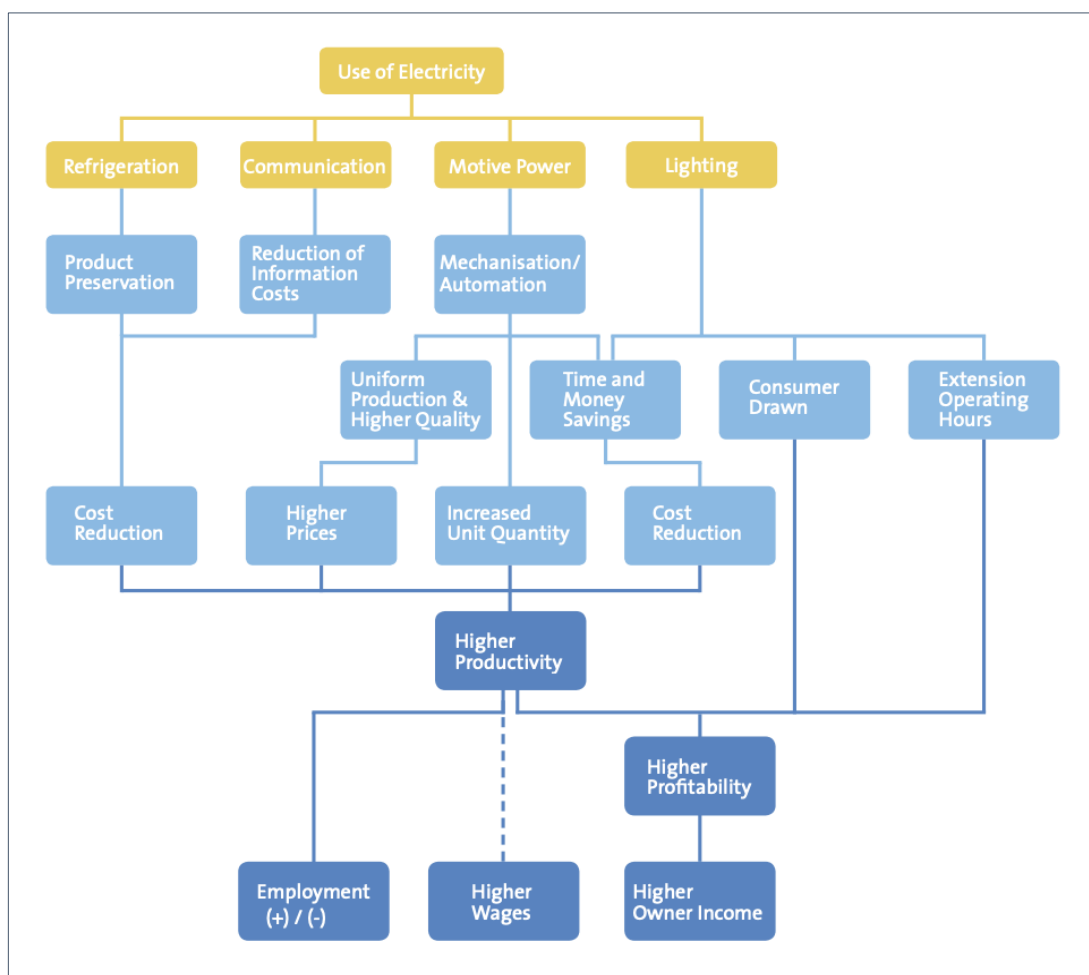 Use of Electricity
Refrigeration
Communication
Motive Power
Lighting
Product
Preservation
Reduction of
Information
Costs
Mechanisation/
Automation
Uniform
Production &
Higher Quality
Time and
Money
Savings
Consumer
Drawn
Extension
Operating
Hours
Cost
Reduction
Higher
Prices
Increased
Unit Quantity
Cost
Reduction
Higher
Productivity
Higher
Profitability
Employment
(+) / (-)
Higher
Wages
Higher
Owner Income